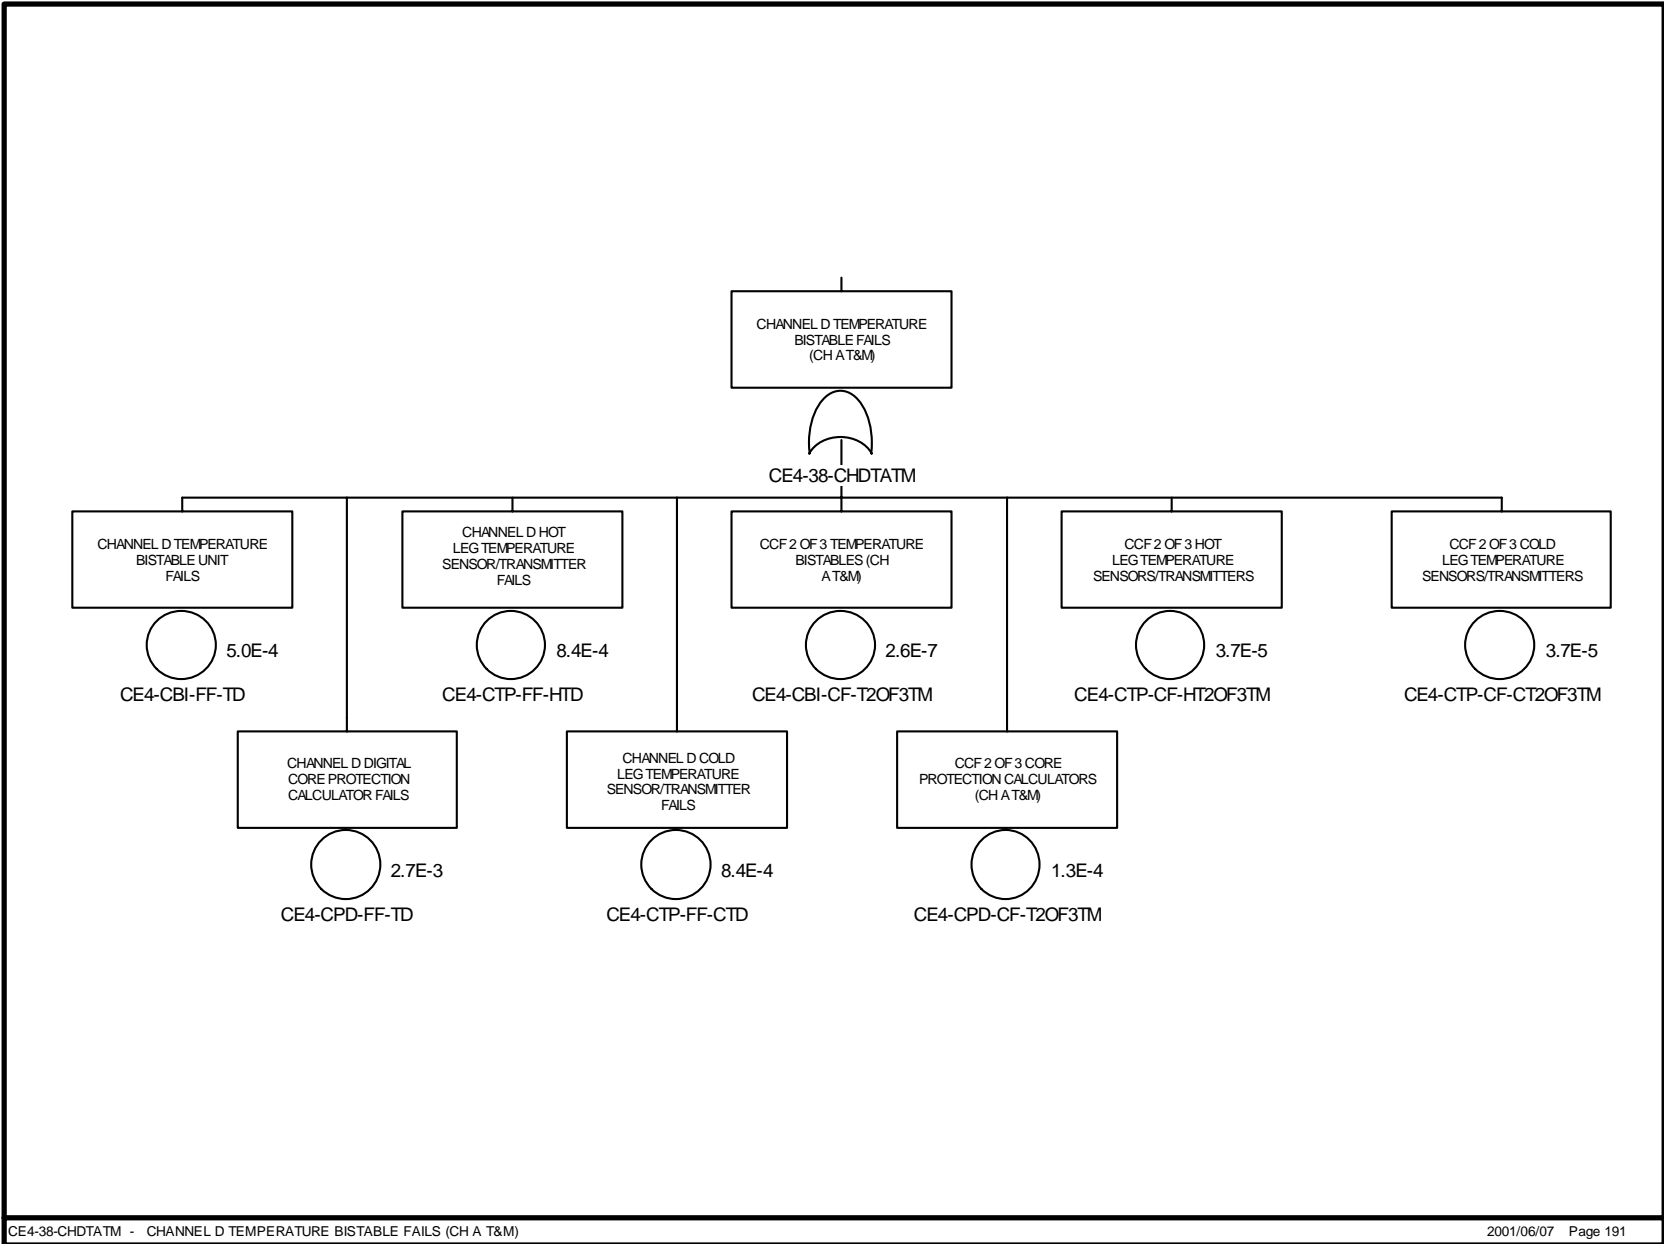 CHANNEL D TEMPERATURE
BISTABLE FAILS
(CH A T&M)
CE4-38-CHDTATM
CHANNEL D TEMPERATURE
BISTABLE UNIT
FAILS
5.0E-4
CE4-CBI-FF-TD
CHANNEL D HOT
LEG TEMPERATURE
SENSOR/TRANSMITTER
FAILS
8.4E-4
CE4-CTP-FF-HTD
CCF 2 OF 3 TEMPERATURE
BISTABLES (CH
A T&M)
2.6E-7
CE4-CBI-CF-T2OF3TM
CCF 2 OF 3 HOT
LEG TEMPERATURE
SENSORS/TRANSMITTERS
3.7E-5
CE4-CTP-CF-HT2OF3TM
CCF 2 OF 3 COLD
LEG TEMPERATURE
SENSORS/TRANSMITTERS
3.7E-5
CE4-CTP-CF-CT2OF3TM
CHANNEL D DIGITAL
CORE PROTECTION
CALCULATOR FAILS
2.7E-3
CE4-CPD-FF-TD
CHANNEL D COLD
LEG TEMPERATURE
SENSOR/TRANSMITTER
FAILS
8.4E-4
CE4-CTP-FF-CTD
CCF 2 OF 3 CORE
PROTECTION CALCULATORS
(CH A T&M)
1.3E-4
CE4-CPD-CF-T2OF3TM
CE4-38-CHDTATM - CHANNEL D TEMPERATURE BISTABLE FAILS (CH A T&M)
2001/06/07 Page 191